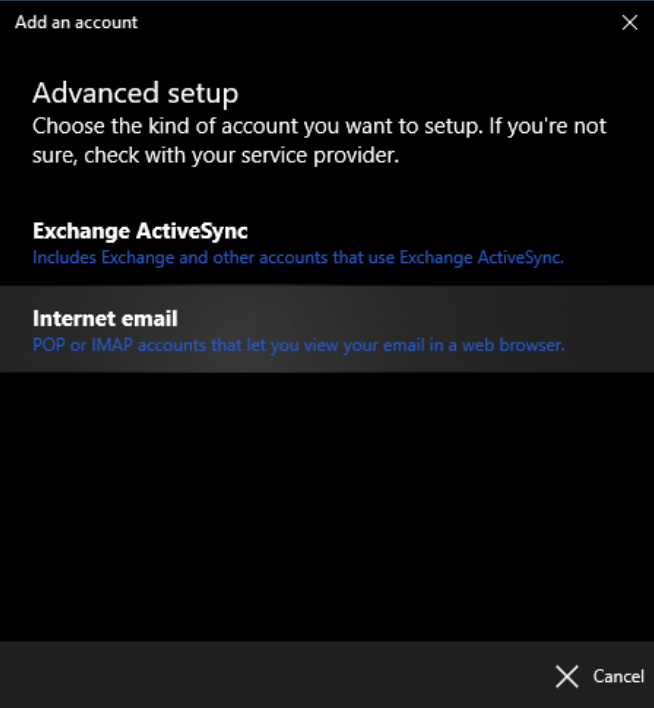 Add an account
Advanced setup
Choose the kind of account you want to setup. If you're not
sure, check with your service provider.
Exchange ActiveSync
Includes Exchange and other accounts that use Exchange ActiveSync.
Internet email
POP or IMAP accounts that let you view your email in a web browser.
Cancel